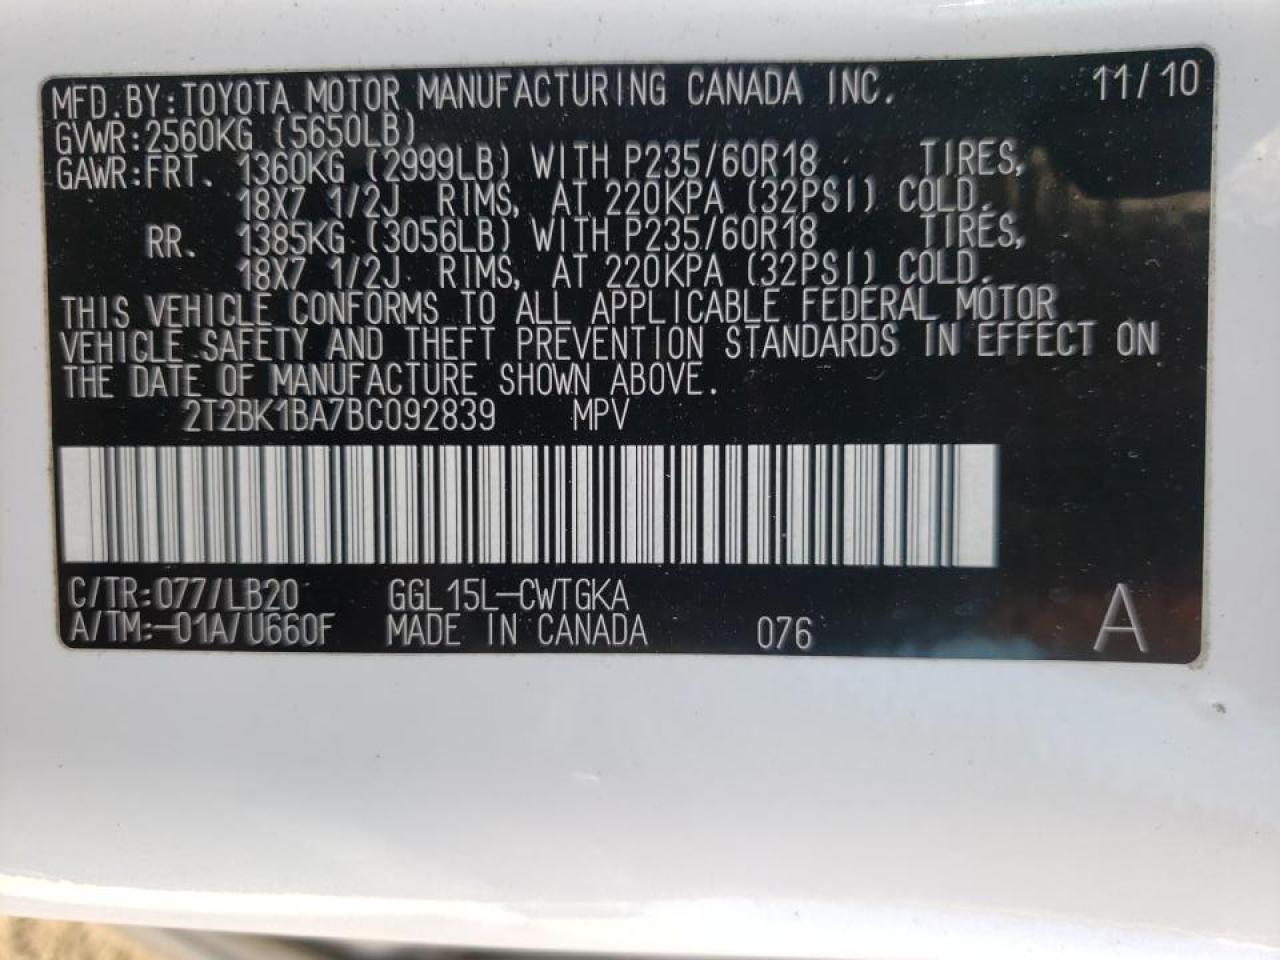 MFD.BY:TOYOTA MOTOR MANUFACTURING CANADA INC. 11/10
GVWR:2560KG (5650LB)
GAWR:FRT. 1360KG (2999LB) WITH P235/60R18 TIRES,
18X7 1/2J RIMS, AT 220KPA (32PSI) COLD.
RR. 1385KG (3056LB) WITH P235/60R18 TIRES,
18X7 1/2J RIMS, AT 220KPA (32PSI) COLD.
THIS VEHICLE CONFORMS TO ALL APPLICABLE FEDERAL MOTOR
VEHICLE SAFETY AND THEFT PREVENTION STANDARDS IN EFFECT ON
THE DATE OF MANUFACTURE SHOWN ABOVE.
2T2BK1BA7BC092839 MPV
C/TR:077/LB20 GGL15L-CWTGKA
A/TM:-01A/U660F MADE IN CANADA 076 A